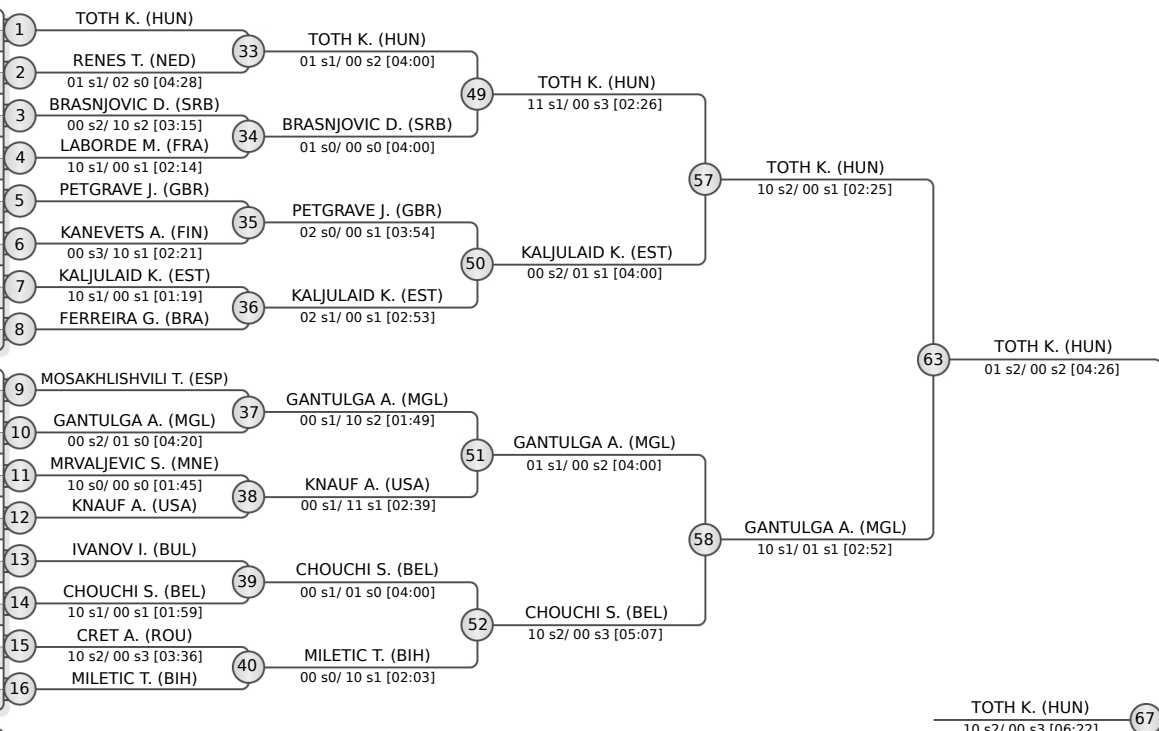 1
TOTH K. (HUN)
2
RENES T. (NED)
01 s1/ 02 s0 [04:28]
3
BRASNJOVIC D. (SRB)
00 s2/ 10 s2 [03:15]
4
LABORDE M. (FRA)
10 s1/ 00 s1 [02:14]
5
PETGRAVE J. (GBR)
6
KANEVETS A. (FIN)
00 s3/ 10 s1 [02:21]
7
KALJULAID K. (EST)
10 s1/ 00 s1 [01:19]
8
FERREIRA G. (BRA)
9
MOSAKHLISHVILI T. (ESP)
10
GANTULGA A. (MGL)
00 s2/ 01 s0 [04:20]
11
MRVALJEVIC S. (MNE)
10 s0/ 00 s0 [01:45]
12
KNAUF A. (USA)
13
IVANOV I. (BUL)
14
CHOUCHI S. (BEL)
10 s1/ 00 s1 [01:59]
15
CRET A. (ROU)
10 s2/ 00 s3 [03:36]
16
MILETIC T. (BIH)
33
TOTH K. (HUN)
01 s1/ 00 s2 [04:00]
34
BRASNJOVIC D. (SRB)
01 s0/ 00 s0 [04:00]
35
PETGRAVE J. (GBR)
02 s0/ 00 s1 [03:54]
36
KALJULAID K. (EST)
02 s1/ 00 s1 [02:53]
37
GANTULGA A. (MGL)
00 s1/ 10 s2 [01:49]
38
KNAUF A. (USA)
00 s1/ 11 s1 [02:39]
39
CHOUCHI S. (BEL)
00 s1/ 01 s0 [04:00]
40
MILETIC T. (BIH)
00 s0/ 10 s1 [02:03]
49
TOTH K. (HUN)
11 s1/ 00 s3 [02:26]
50
KALJULAID K. (EST)
00 s2/ 01 s1 [04:00]
51
GANTULGA A. (MGL)
01 s1/ 00 s2 [04:00]
52
CHOUCHI S. (BEL)
10 s2/ 00 s3 [05:07]
57
TOTH K. (HUN)
10 s2/ 00 s1 [02:25]
58
GANTULGA A. (MGL)
10 s1/ 01 s1 [02:52]
63
TOTH K. (HUN)
01 s2/ 00 s2 [04:26]
TOTH K. (HUN)
67
10 s2/ 00 s3 [06:22]